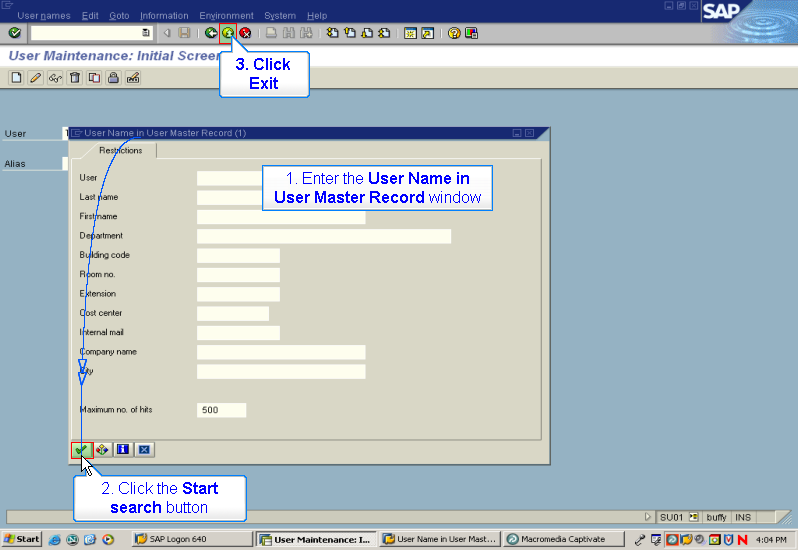 User names Edit Goto Information Environment System Help
SAP
User Maintenance: Initial Screen
3. Click
Exit
User
Alias
User Name in User Master Record (1)
Restrictions
1. Enter the User Name in
User Master Record window
User
Last name
First name
Department
Building code
Room no.
Extension
Cost center
Internal mail
Company name
City
Maximum no. of hits 500
2. Click the Start
search button
SU01 buffy INS
Start SAP Logon 640 User Maintenance: I... User Name in User Mast... Macromedia Captivate 4:04 PM